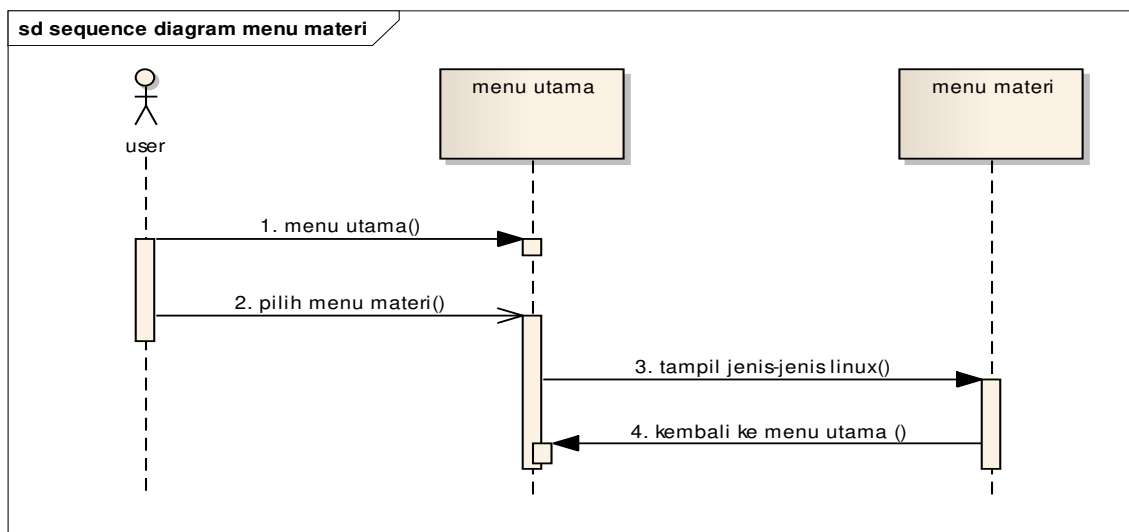 sd sequence diagram menu materi
user
menu utama
menu materi
1. menu utama()
2. pilih menu materi()
3. tampil jenis-jenis linux()
4. kembali ke menu utama ()